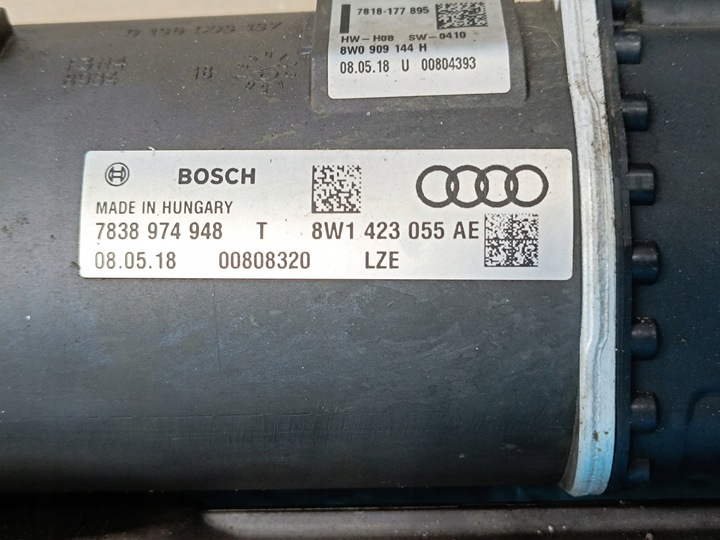 7818-177 895
HW-H08 SW-0410
8W0 909 144 H
08.05.18 U 00804393
18
BOSCH
MADE IN HUNGARY
7838 974 948 T 8W1 423 055 AE
08.05.18 00808320 LZE